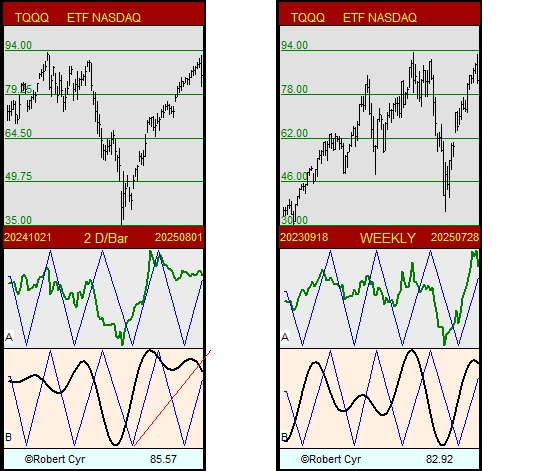 TQQQ ETF NASDAQ
94.00
79.25
64.50
49.75
35.00
20241021 2 D/Bar 20250801
A
B
©Robert Cyr 85.57
TQQQ ETF NASDAQ
94.00
78.00
62.00
46.00
30.00
20230918 WEEKLY 20250728
A
B
©Robert Cyr 82.92